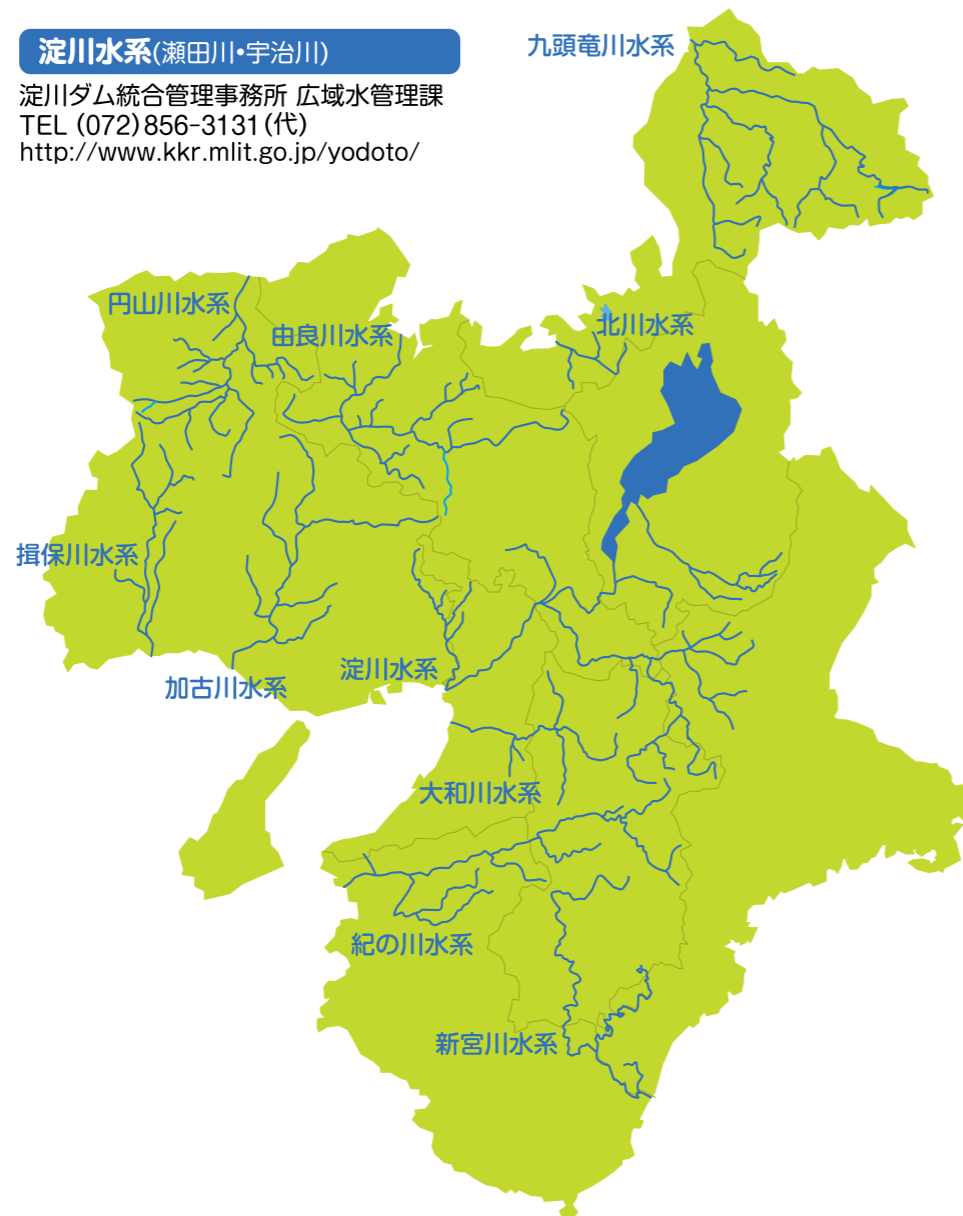 淀川水系(瀬田川•宇治川)
淀川ダム統合管理事務所 広域水管理課
TEL (072)856-3131(代)
http://www.kkr.mlit.go.jp/yodoto/
九頭竜川水系
円山川水系
由良川水系
北川水系
揖保川水系
加古川水系
淀川水系
大和川水系
紀の川水系
新宮川水系